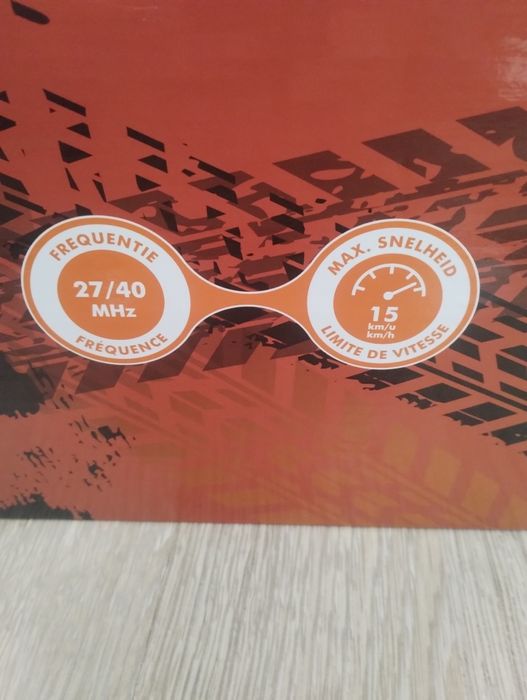 FREQUENTIE
27/40
MHz
FRÉQUENCE
MAX. SNELHEID
15
km/u
km/h
LIMITE DE VITESSE